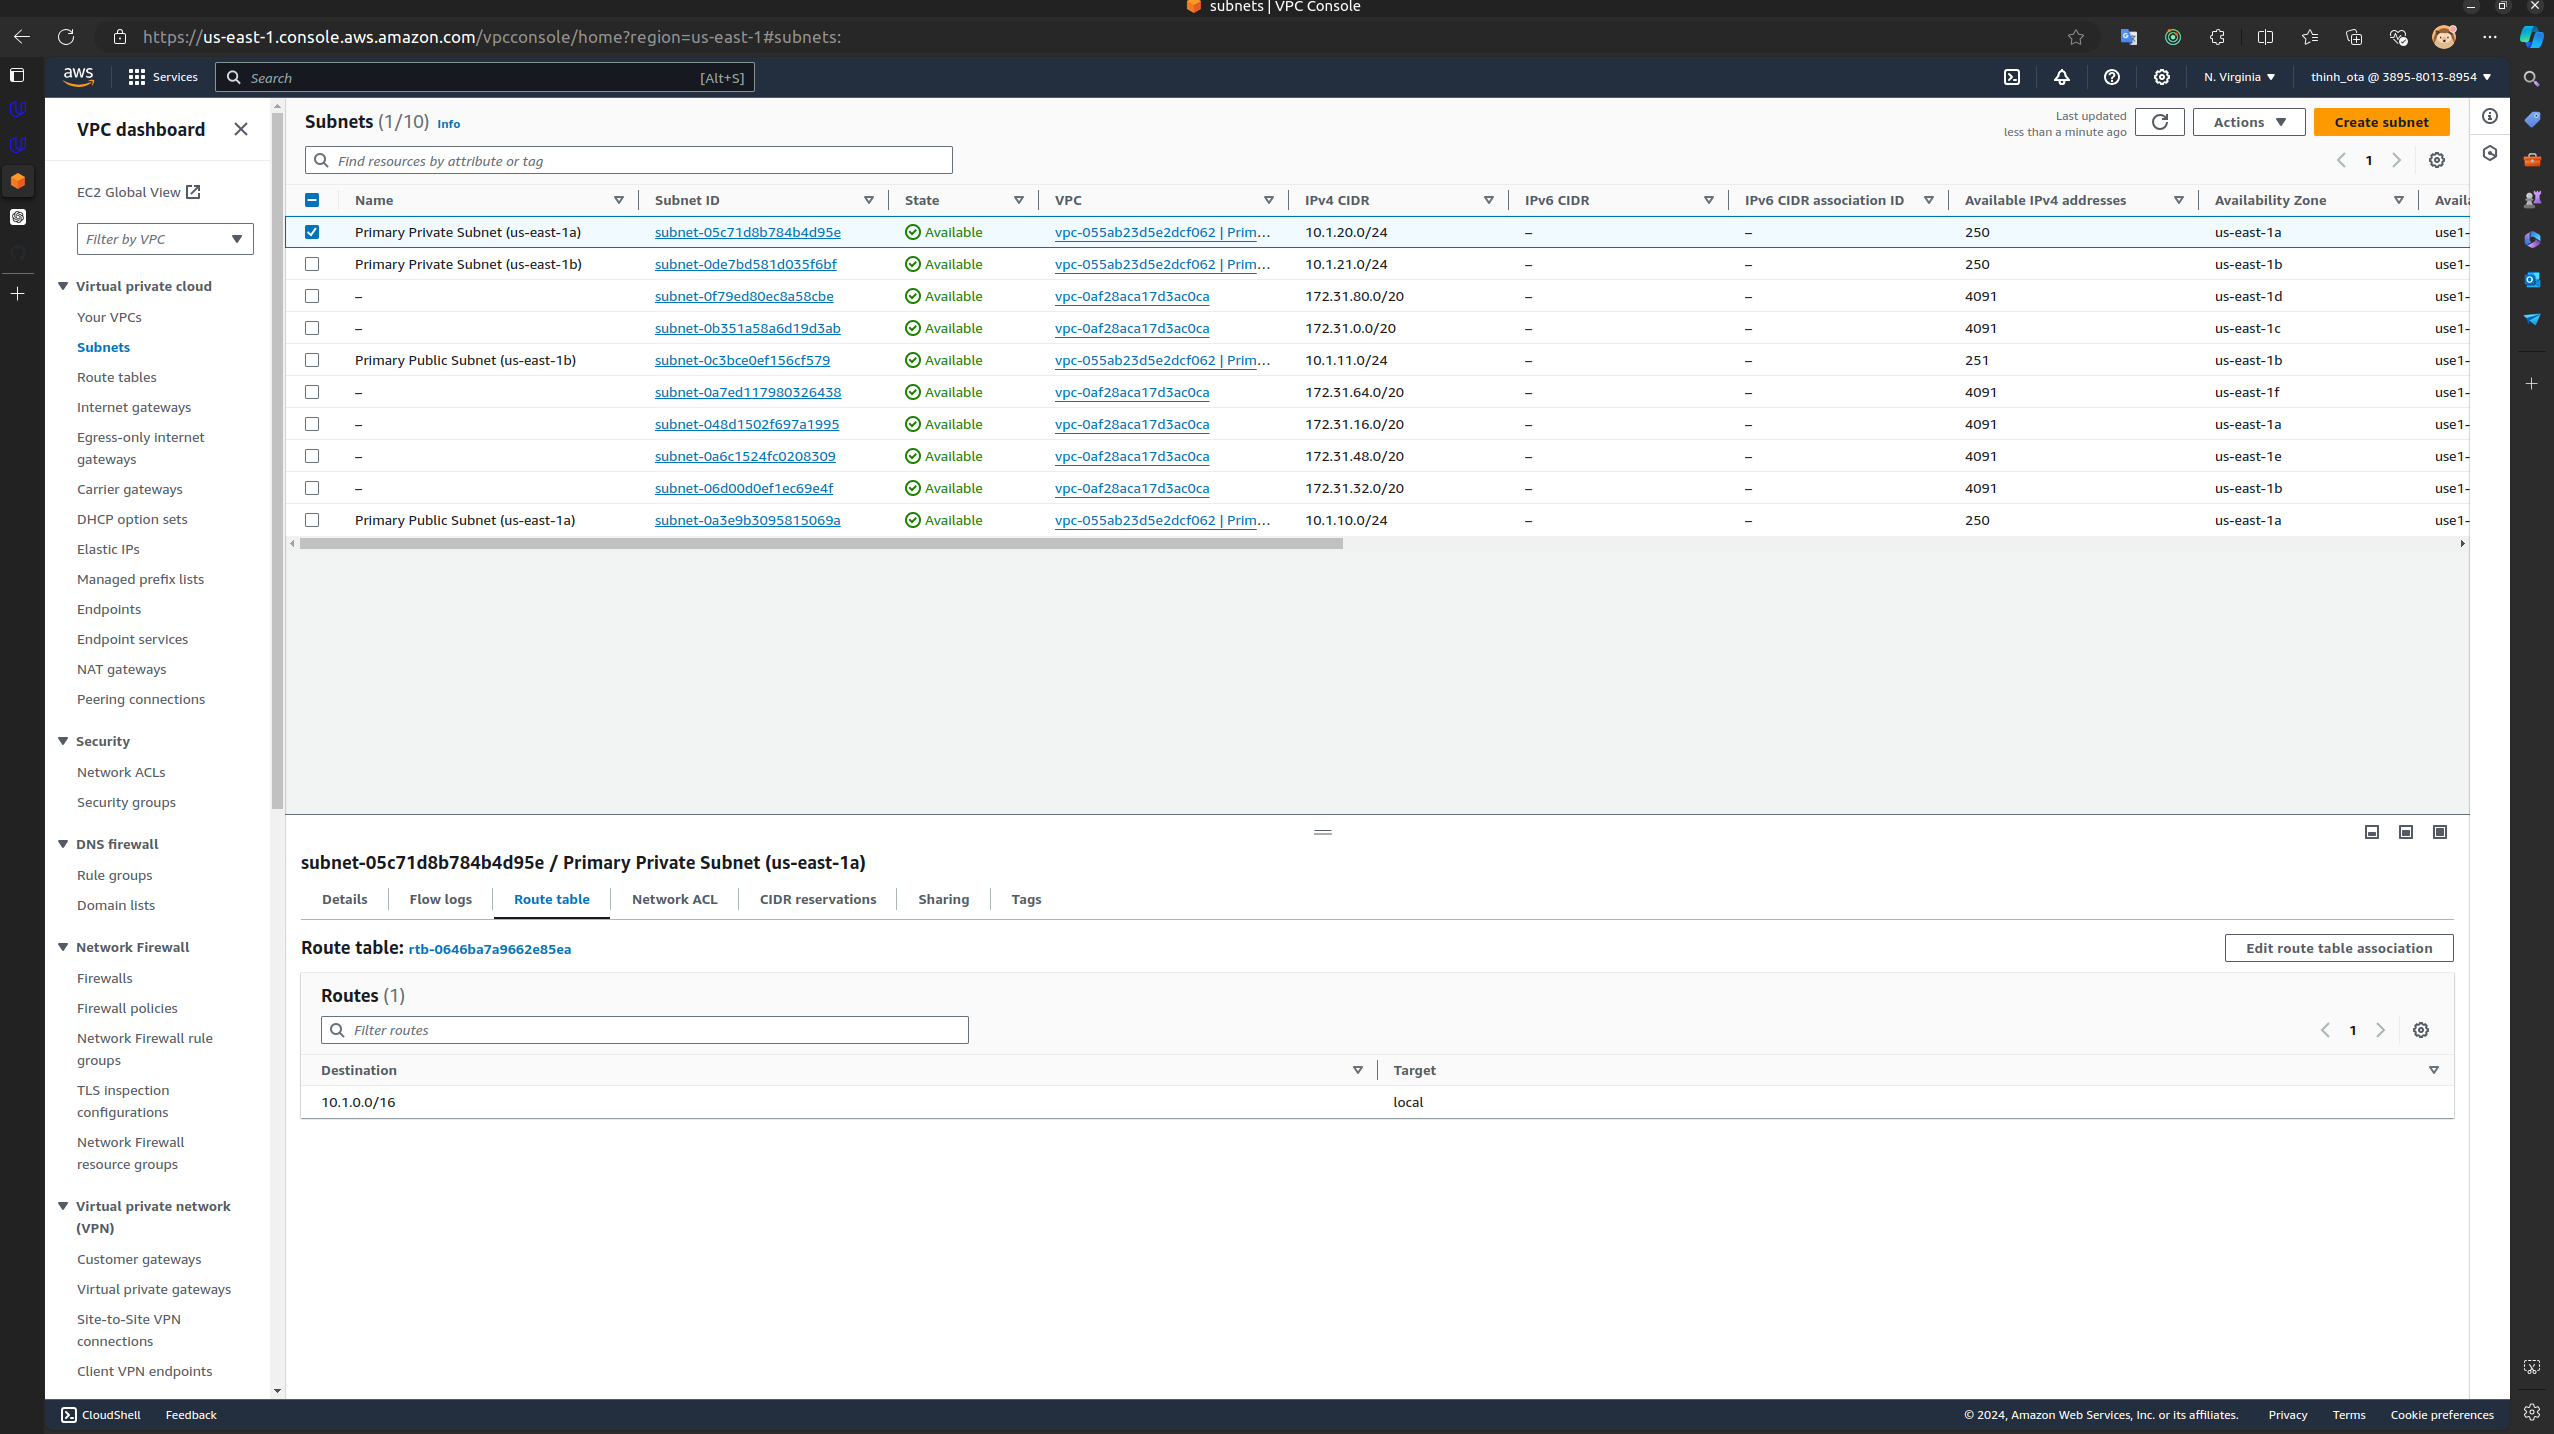 subnets | VPC Console
https://us-east-1.console.aws.amazon.com/vpcconsole/home?region=us-east-1#subnets:
aws Services Search [Alt+S] N. Virginia thinh_ota @ 3895-8013-8954
VPC dashboard
EC2 Global View
Filter by VPC
Virtual private cloud
Your VPCs
Subnets
Route tables
Internet gateways
Egress-only internet
gateways
Carrier gateways
DHCP option sets
Elastic IPs
Managed prefix lists
Endpoints
Endpoint services
NAT gateways
Peering connections
Security
Network ACLs
Security groups
DNS firewall
Rule groups
Domain lists
Network Firewall
Firewalls
Firewall policies
Network Firewall rule
groups
TLS inspection
configurations
Network Firewall
resource groups
Virtual private network
(VPN)
Customer gateways
Virtual private gateways
Site-to-Site VPN
connections
Client VPN endpoints
Subnets (1/10) Info
Last updated
less than a minute ago
Actions
Create subnet
Find resources by attribute or tag
1
Name Subnet ID State VPC IPv4 CIDR IPv6 CIDR IPv6 CIDR association ID Available IPv4 addresses Availability Zone Availa
Primary Private Subnet (us-east-1a) subnet-05c71d8b784b4d95e Available vpc-055ab23d5e2dcf062 | Prim… 10.1.20.0/24 – – 250 us-east-1a use1-
Primary Private Subnet (us-east-1b) subnet-0de7bd581d035f6bf Available vpc-055ab23d5e2dcf062 | Prim… 10.1.21.0/24 – – 250 us-east-1b use1-
– subnet-0f79ed80ec8a58cbe Available vpc-0af28aca17d3ac0ca 172.31.80.0/20 – – 4091 us-east-1d use1-
– subnet-0b351a58a6d19d3ab Available vpc-0af28aca17d3ac0ca 172.31.0.0/20 – – 4091 us-east-1c use1-
Primary Public Subnet (us-east-1b) subnet-0c3bce0ef156cf579 Available vpc-055ab23d5e2dcf062 | Prim… 10.1.11.0/24 – – 251 us-east-1b use1-
– subnet-0a7ed117980326438 Available vpc-0af28aca17d3ac0ca 172.31.64.0/20 – – 4091 us-east-1f use1-
– subnet-048d1502f697a1995 Available vpc-0af28aca17d3ac0ca 172.31.16.0/20 – – 4091 us-east-1a use1-
– subnet-0a6c1524fc0208309 Available vpc-0af28aca17d3ac0ca 172.31.48.0/20 – – 4091 us-east-1e use1-
– subnet-06d00d0ef1ec69e4f Available vpc-0af28aca17d3ac0ca 172.31.32.0/20 – – 4091 us-east-1b use1-
Primary Public Subnet (us-east-1a) subnet-0a3e9b3095815069a Available vpc-055ab23d5e2dcf062 | Prim… 10.1.10.0/24 – – 250 us-east-1a use1-
subnet-05c71d8b784b4d95e / Primary Private Subnet (us-east-1a)
Details Flow logs Route table Network ACL CIDR reservations Sharing Tags
Route table: rtb-0646ba7a9662e85ea
Edit route table association
Routes (1)
Filter routes
1
Destination Target
10.1.0.0/16 local
CloudShell Feedback © 2024, Amazon Web Services, Inc. or its affiliates. Privacy Terms Cookie preferences